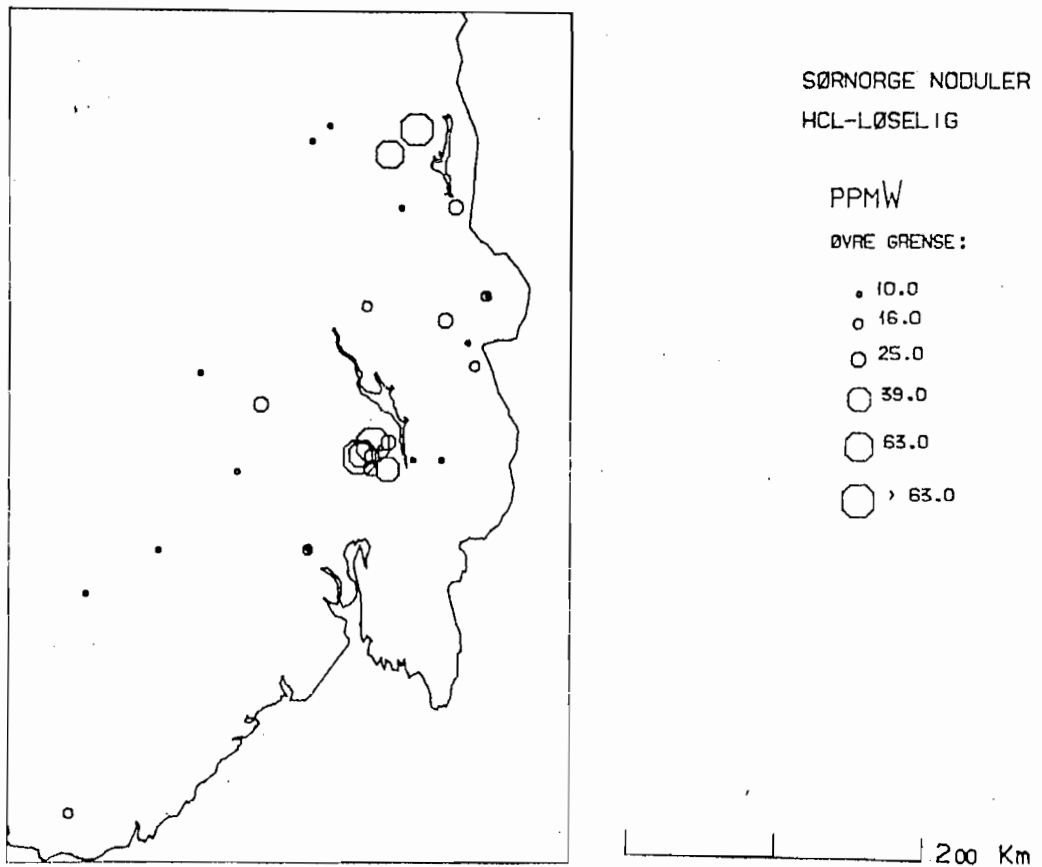 SØRNORGE NODULER
HCL-LØSELIG
PPMW
ØVRE GRENSE:
10.0
16.0
25.0
39.0
63.0
> 63.0
200 Km